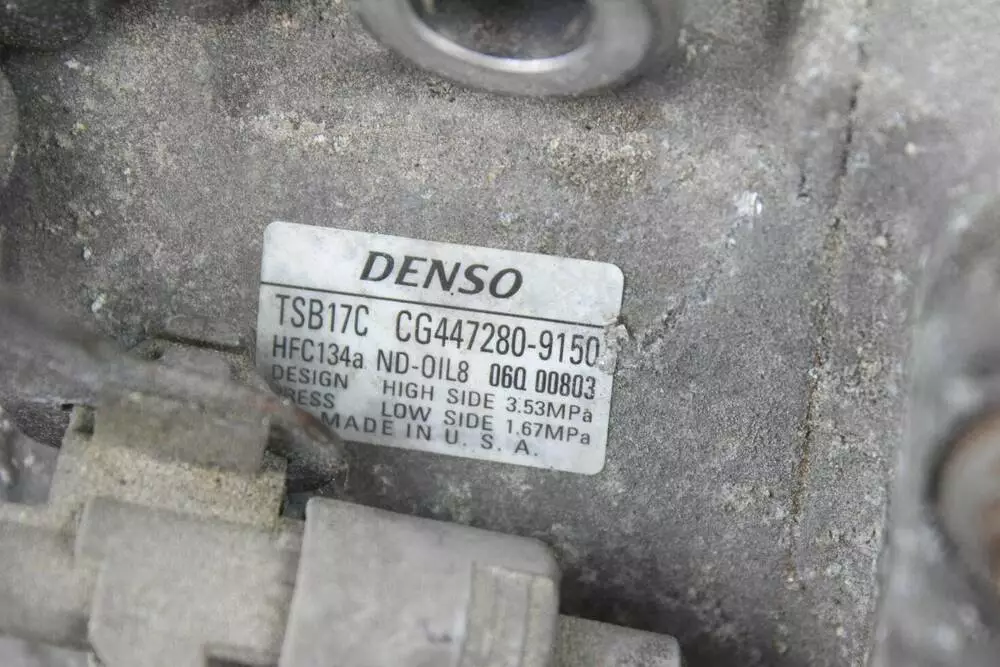 DENSO
TSB17C CG447280-9150
HFC134a ND-OIL8 06Q 00803
DESIGN HIGH SIDE 3.53MPa
RESS LOW SIDE 1.67MPa
MADE IN U. S. A.